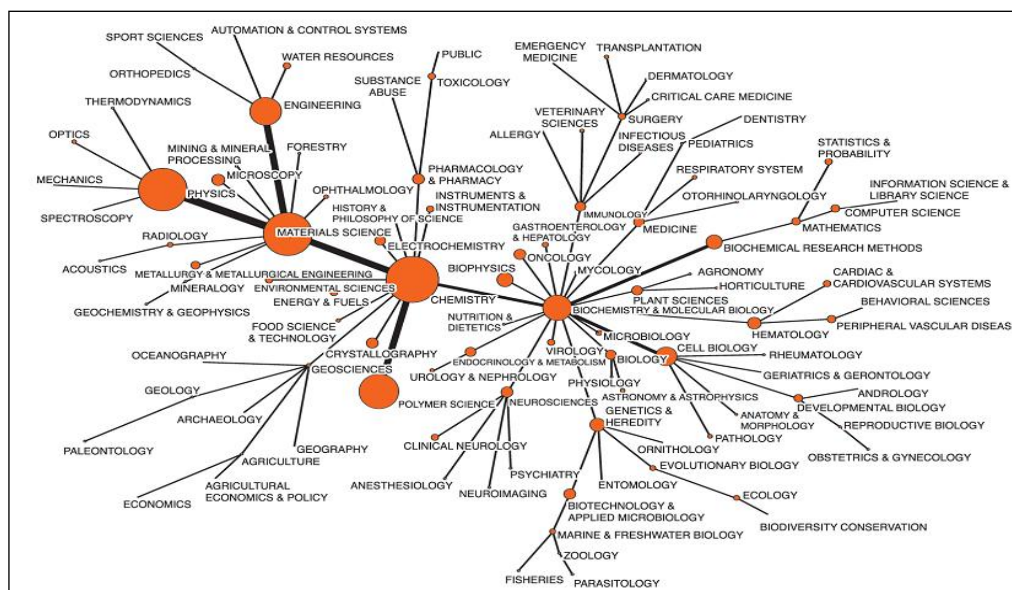 AUTOMATION & CONTROL SYSTEMS
SPORT SCIENCES
WATER RESOURCES
ORTHOPEDICS
ENGINEERING
THERMODYNAMICS
OPTICS
MINING & MINERAL
PROCESSING
FORESTRY
MICROSCOPY
MECHANICS
PHYSICS
SPECTROSCOPY
OPHTHALMOLOGY
HISTORY &
PHILOSOPHY OF SCIENCE
MATERIALS SCIENCE
RADIOLOGY
ACOUSTICS
METALLURGY & METALLURGICAL ENGINEERING
MINERALOGY
GEOCHEMISTRY & GEOPHYSICS
ENVIRONMENTAL SCIENCES
ENERGY & FUELS
FOOD SCIENCE
& TECHNOLOGY
PUBLIC
TOXICOLOGY
SUBSTANCE
ABUSE
PHARMACOLOGY
& PHARMACY
INSTRUMENTS &
INSTRUMENTATION
ELECTROCHEMISTRY
CHEMISTRY
CRYSTALLOGRAPHY
POLYMER SCIENCE
OCEANOGRAPHY
GEOSCIENCES
GEOLOGY
ARCHAEOLOGY
PALEONTOLOGY
GEOGRAPHY
AGRICULTURE
AGRICULTURAL
ECONOMICS & POLICY
ECONOMICS
EMERGENCY
MEDICINE
TRANSPLANTATION
DERMATOLOGY
CRITICAL CARE MEDICINE
SURGERY
VETERINARY
SCIENCES
ALLERGY
INFECTIOUS
DISEASES
IMMUNOLOGY
DENTISTRY
PEDIATRICS
RESPIRATORY SYSTEM
OTORHINOLARYNGOLOGY
MEDICINE
STATISTICS &
PROBABILITY
INFORMATION SCIENCE &
LIBRARY SCIENCE
COMPUTER SCIENCE
MATHEMATICS
BIOCHEMICAL RESEARCH METHODS
GASTROENTEROLOGY
& HEPATOLOGY
ONCOLOGY
BIOPHYSICS
MYCOLOGY
AGRONOMY
HORTICULTURE
PLANT SCIENCES
BIOCHEMISTRY & MOLECULAR BIOLOGY
CARDIAC &
CARDIOVASCULAR SYSTEMS
BEHAVIORAL SCIENCES
PERIPHERAL VASCULAR DISEAS
HEMATOLOGY
NUTRITION &
DIETETICS
MICROBIOLOGY
VIROLOGY
ENDOCRINOLOGY & METABOLISM
BIOLOGY
CELL BIOLOGY
RHEUMATOLOGY
GERIATRICS & GERONTOLOGY
UROLOGY & NEPHROLOGY
PHYSIOLOGY
ASTRONOMY & ASTROPHYSICS
ANDROLOGY
DEVELOPMENTAL BIOLOGY
REPRODUCTIVE BIOLOGY
OBSTETRICS & GYNECOLOGY
ANATOMY &
MORPHOLOGY
PATHOLOGY
NEUROSCIENCES
CLINICAL NEUROLOGY
ANESTHESIOLOGY
NEUROIMAGING
PSYCHIATRY
GENETICS &
HEREDITY
ORNITHOLOGY
EVOLUTIONARY BIOLOGY
ENTOMOLOGY
ECOLOGY
BIODIVERSITY CONSERVATION
BIOTECHNOLOGY &
APPLIED MICROBIOLOGY
MARINE & FRESHWATER BIOLOGY
ZOOLOGY
FISHERIES
PARASITOLOGY